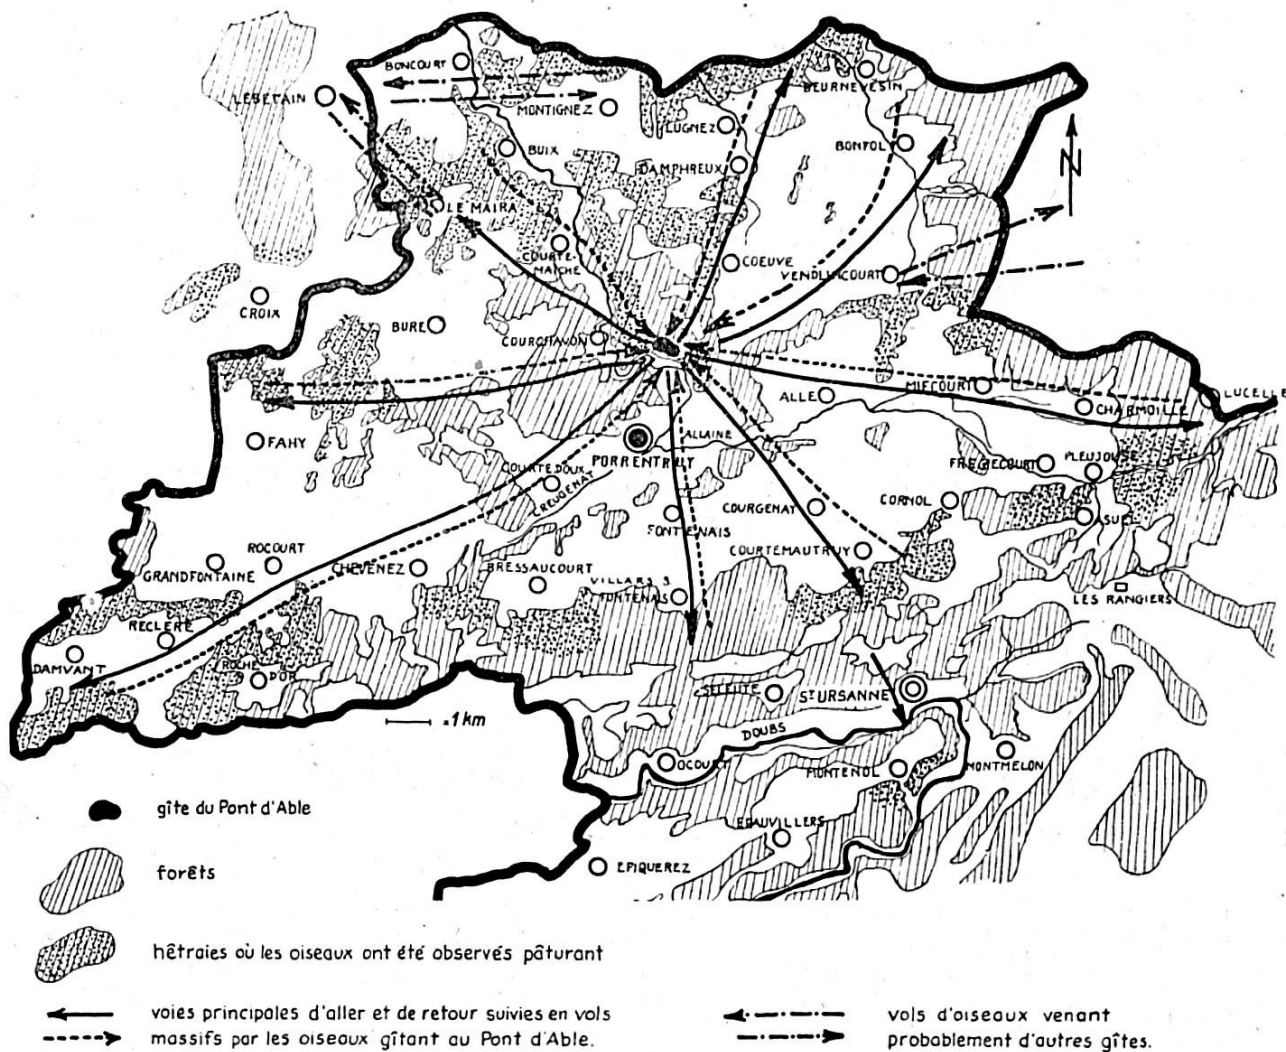 BONCOURT
BEURNEVESIN
LEBETAIN
MONTIGNEZ
LUGNEZ
BONFOL
BUIX
DAMPHREUX
N
LE MAIRA
COURTE-
MAICHE
COEUVE
VENDLINCOURT
CROIX
BURE
COURCHAVON
MIECOURT
LUCELLE
ALLE
CHARMOILLE
FAHY
ALLAINE
PORRENTRUY
COURTEDOUX
CREUGENAT
FREGIECOURT
PLEUJOUSE
CORNOL
COURGENAY
FONTENAIS
ASUEL
ROCOURT
COURTEMAUTRUY
GRANDFONTAINE
CHEVENEZ
BRESSAUCOURT
VILLARS S.
FONTENAIS
LES RANGIERS
RECLERE
DAMVANT
ROCHE
D'OR
SELEUTE
ST URSANNE
= 1 km
DOUBS
OCOURT
MONTENOL
MONTMELON
EPAUVILLERS
EPIQUEREZ
gîte du Pont d'Able
forêts
hêtraies où les oiseaux ont été observés pâturant
voies principales d'aller et de retour suivies en vols
massifs par les oiseaux gîtant au Pont d'Able.
vols d'oiseaux venant
probablement d'autres gîtes.